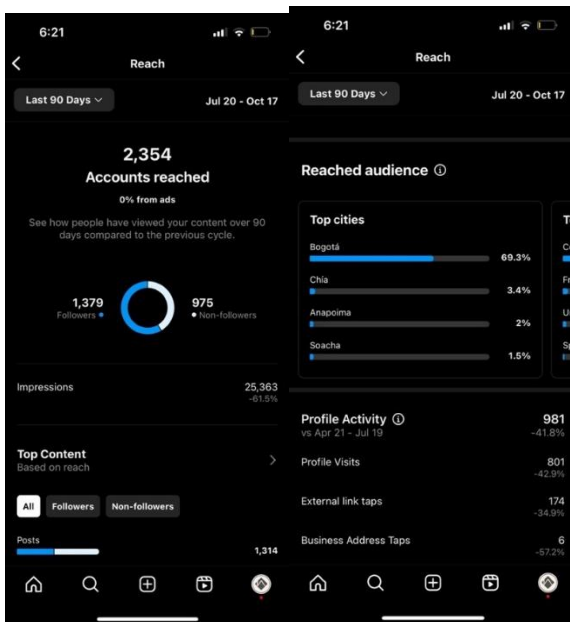 6:21
Reach
Last 90 Days
Jul 20 - Oct 17
2,354
Accounts reached
0% from ads
See how people have viewed your content over 90
days compared to the previous cycle.
1,379
Followers
975
Non-followers
Impressions
25,363
-61.5%
Top Content
Based on reach
All
Followers
Non-followers
Posts
1,314
6:21
Reach
Last 90 Days
Jul 20 - Oct 17
Reached audience
Top cities
Bogotá
69.3%
Chía
3.4%
Anapoima
2%
Soacha
1.5%
Profile Activity
981
vs Apr 21 - Jul 19
-41.8%
Profile Visits
801
-42.9%
External link taps
174
-34.9%
Business Address Taps
6
-57.2%